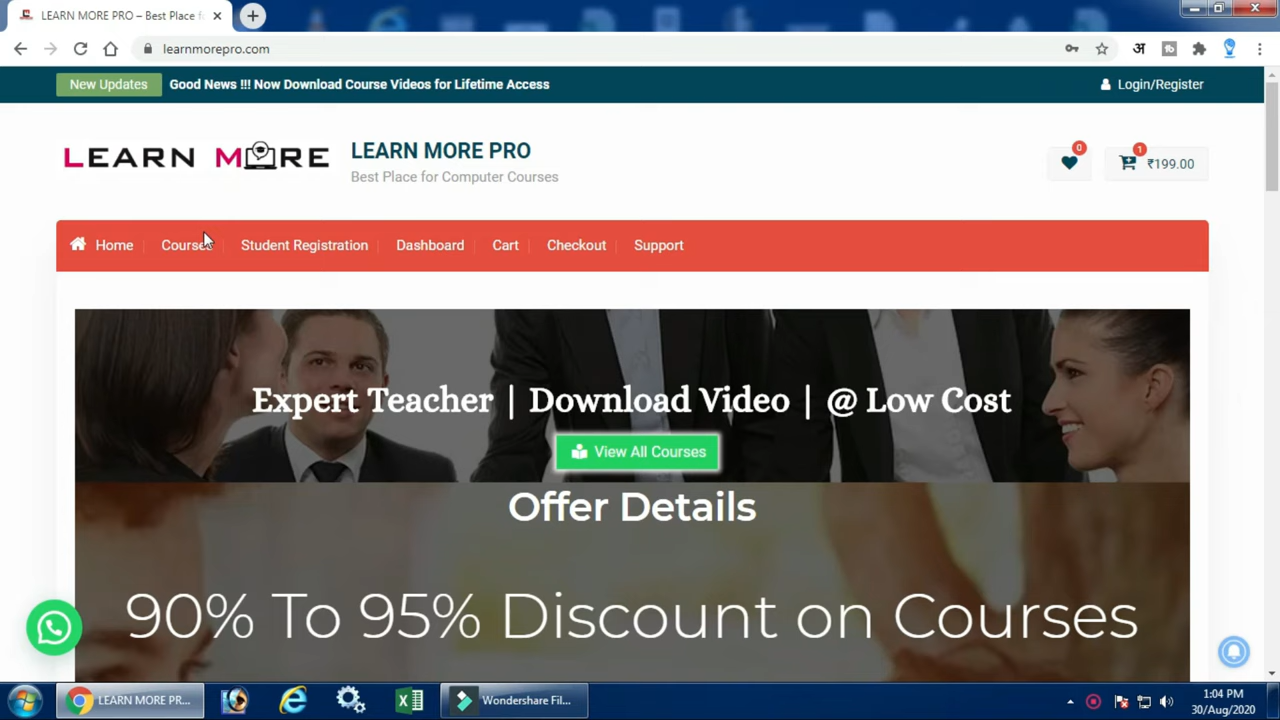 LEARN MORE PRO – Best Place f
learnmorepro.com
अ
New Updates
Good News !!! Now Download Course Videos for Lifetime Access
Login/Register
LEARN MORE
LEARN MORE PRO
Best Place for Computer Courses
0
1
₹199.00
Home
Courses
Student Registration
Dashboard
Cart
Checkout
Support
Expert Teacher | Download Video | @ Low Cost
View All Courses
Offer Details
90% To 95% Discount on Courses
LEARN MORE PR...
Wondershare Fil...
1:04 PM
30/Aug/2020